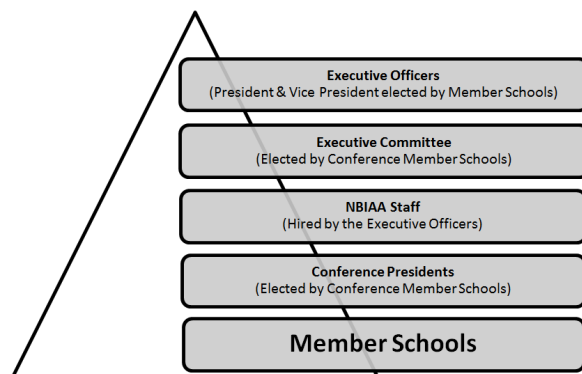 Executive Officers
(President & Vice President elected by Member Schools)
Executive Committee
(Elected by Conference Member Schools)
NBIAA Staff
(Hired by the Executive Officers)
Conference Presidents
(Elected by Conference Member Schools)
Member Schools